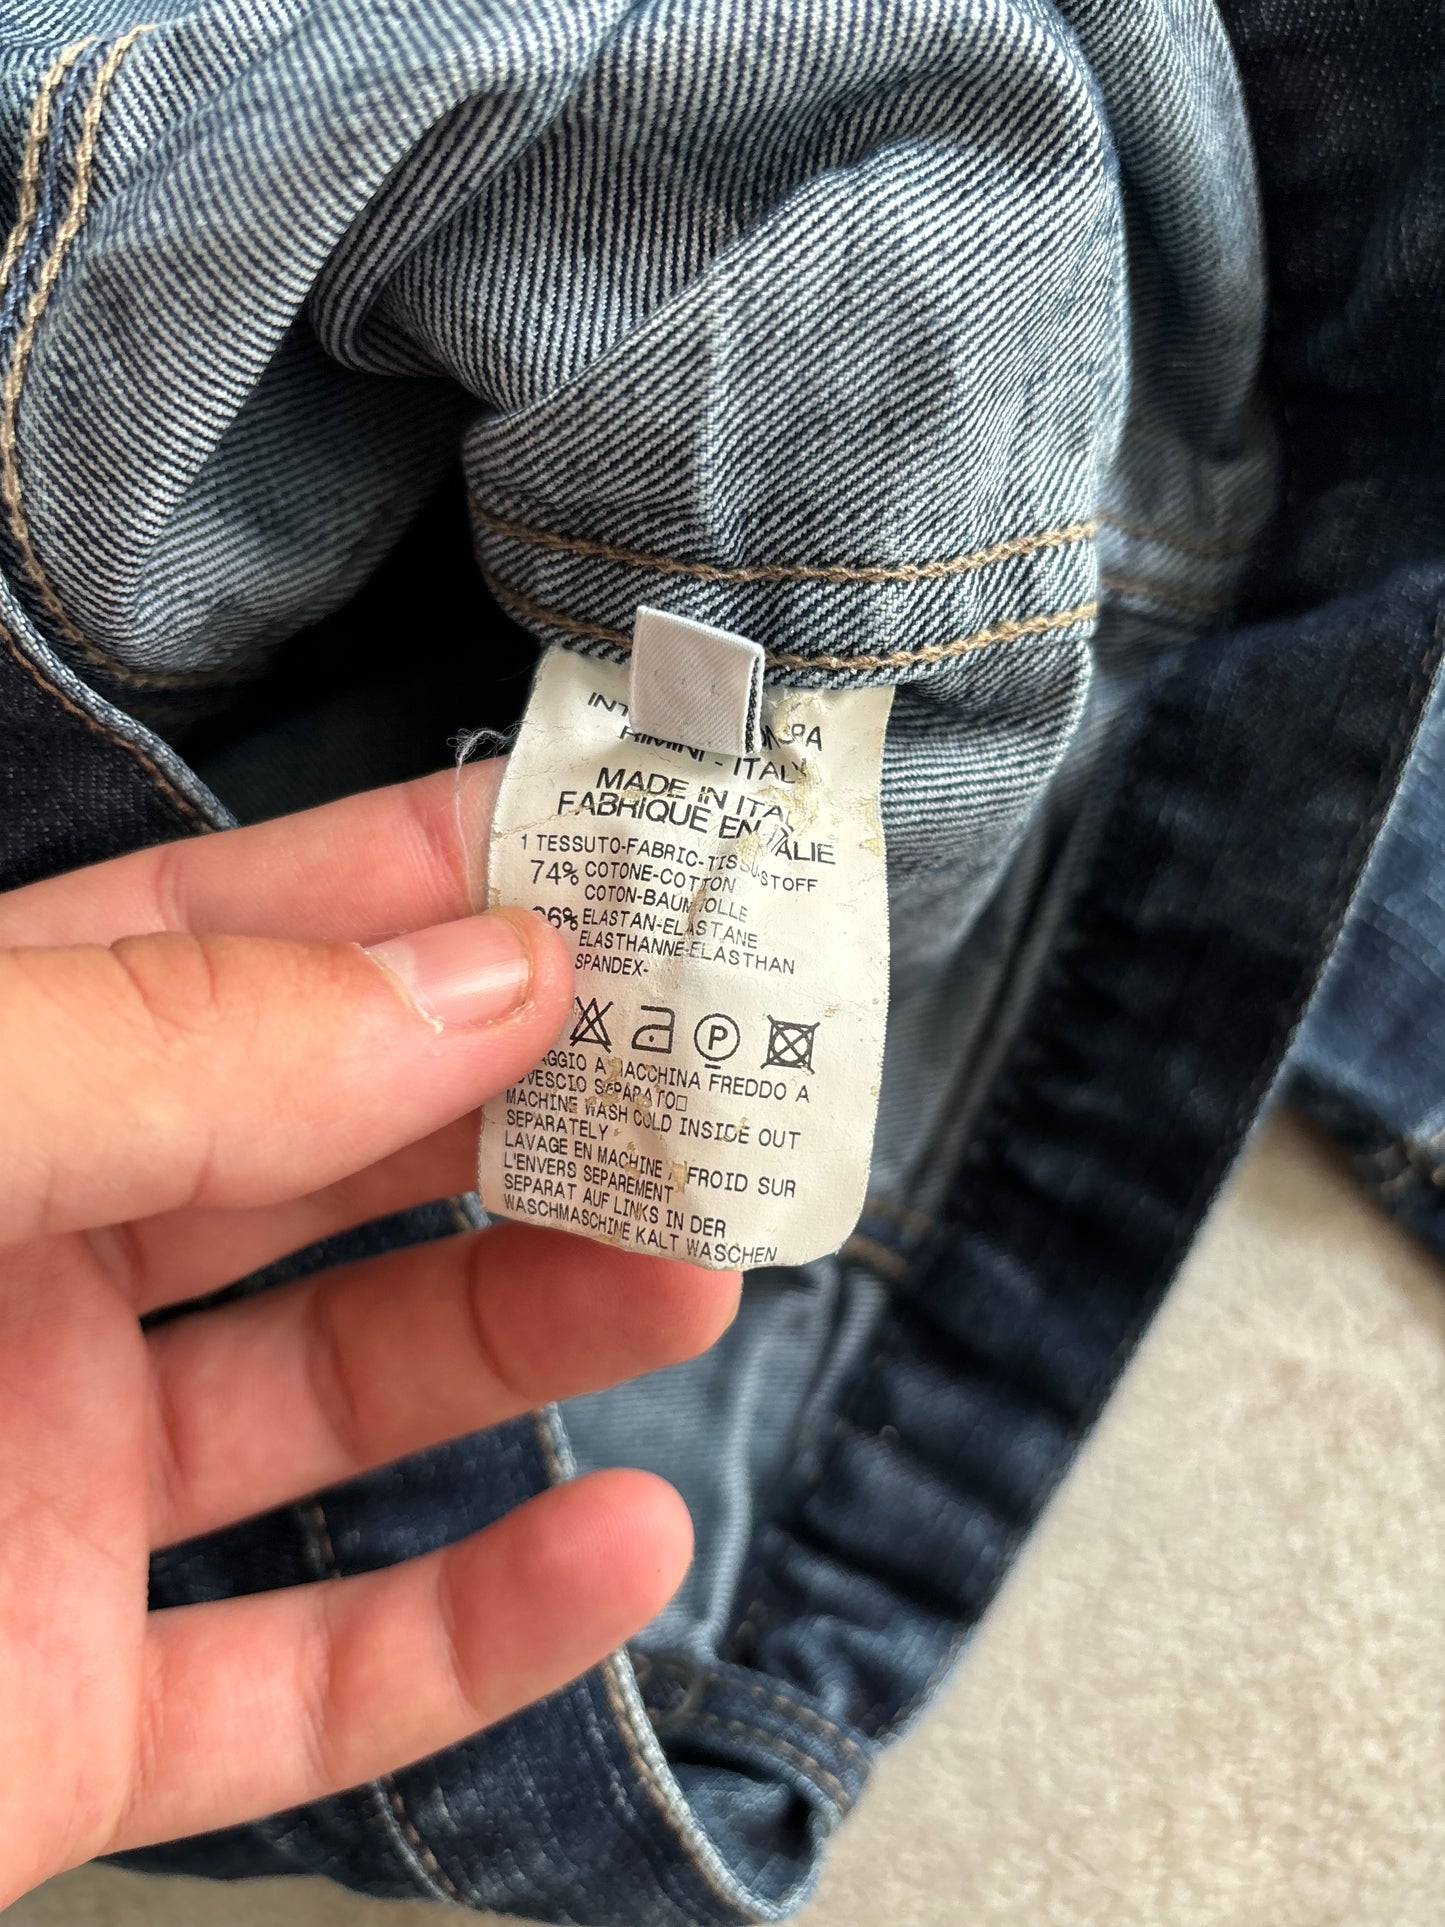 RIMINI - ITALY
MADE IN ITALY
FABRIQUE EN ITALIE
1 TESSUTO-FABRIC-TISSU-STOFF
74% COTONE-COTTON
COTON-BAUMWOLLE
ELASTAN-ELASTANE
ELASTHANNE-ELASTHAN
SPANDEX-
P
A MACCHINA FREDDO A
SEPARATO
MACHINE WASH COLD INSIDE OUT
SEPARATELY -
LAVAGE EN MACHINE A FROID SUR
L'ENVERS SEPAREMENT
SEPARAT AUF LINKS IN DER
WASCHMASCHINE KALT WASCHEN